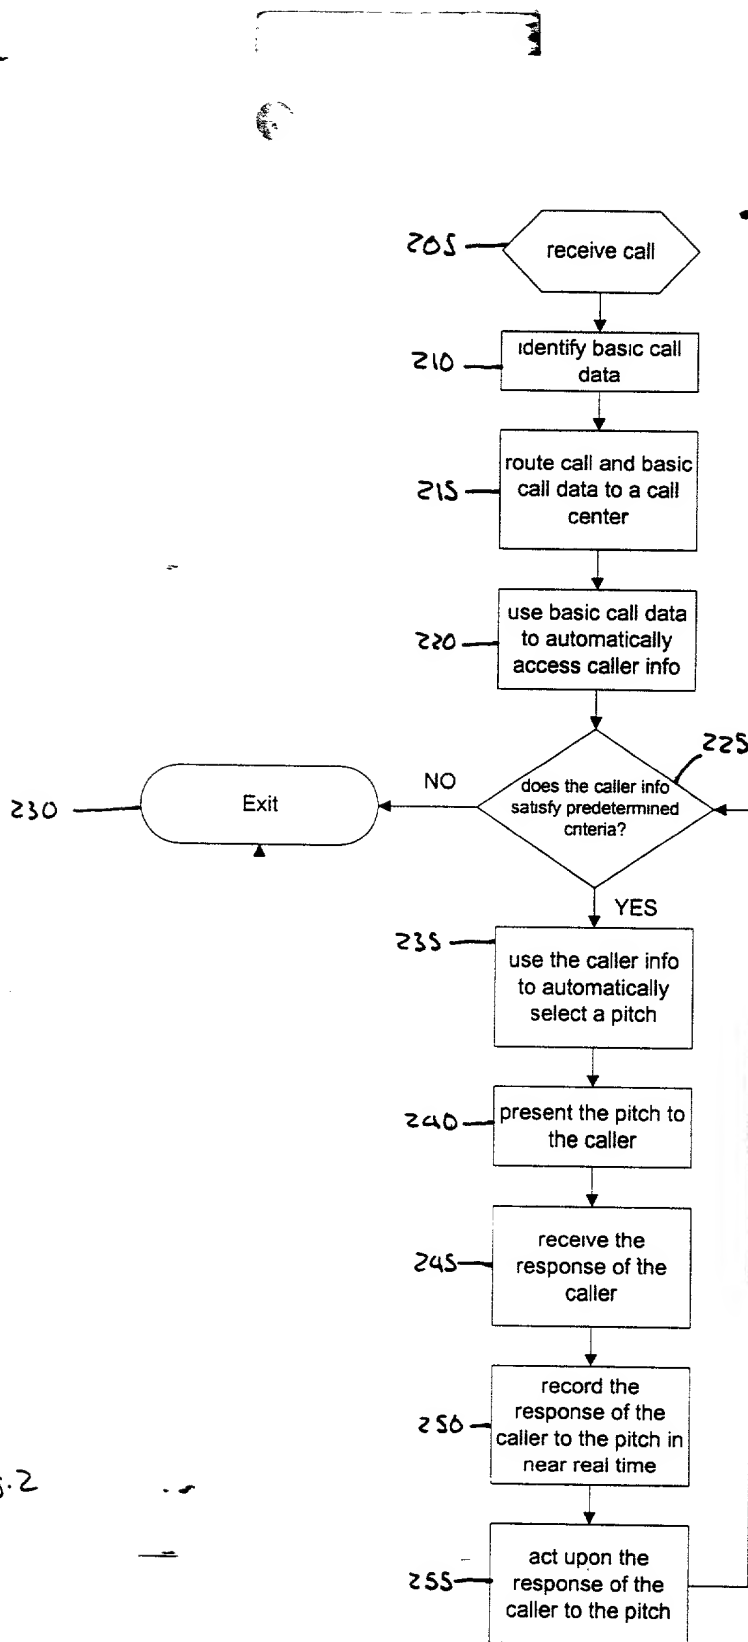 205
receive call
210
identify basic call
data
215
route call and basic
call data to a call
center
220
use basic call data
to automatically
access caller info
225
does the caller info
satisfy predetermined
criteria?
NO
230
Exit
YES
235
use the caller info
to automatically
select a pitch
240
present the pitch to
the caller
245
receive the
response of the
caller
250
record the
response of the
caller to the pitch in
near real time
.2
255
act upon the
response of the
caller to the pitch